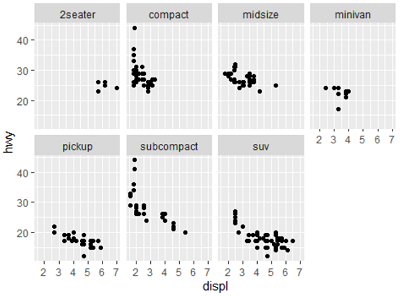 2seater compact midsize minivan
40
30
20
2 3 4 5 6 7
hwy
pickup subcompact suv
40
30
20
2 3 4 5 6 7 2 3 4 5 6 7 2 3 4 5 6 7
displ